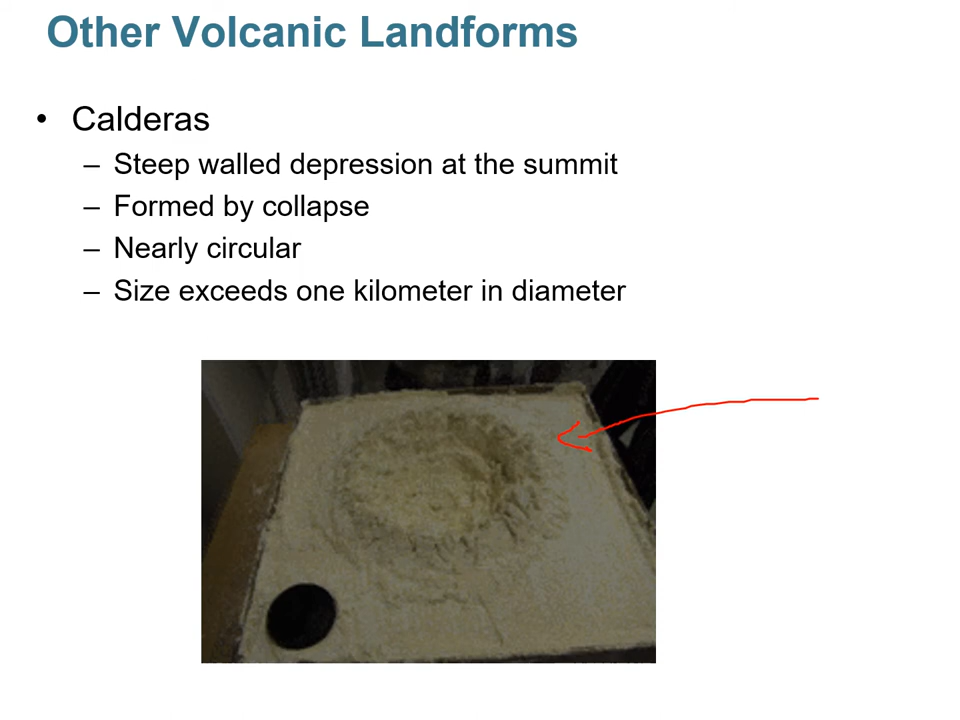 Other Volcanic Landforms
• Calderas
– Steep walled depression at the summit
– Formed by collapse
– Nearly circular
– Size exceeds one kilometer in diameter